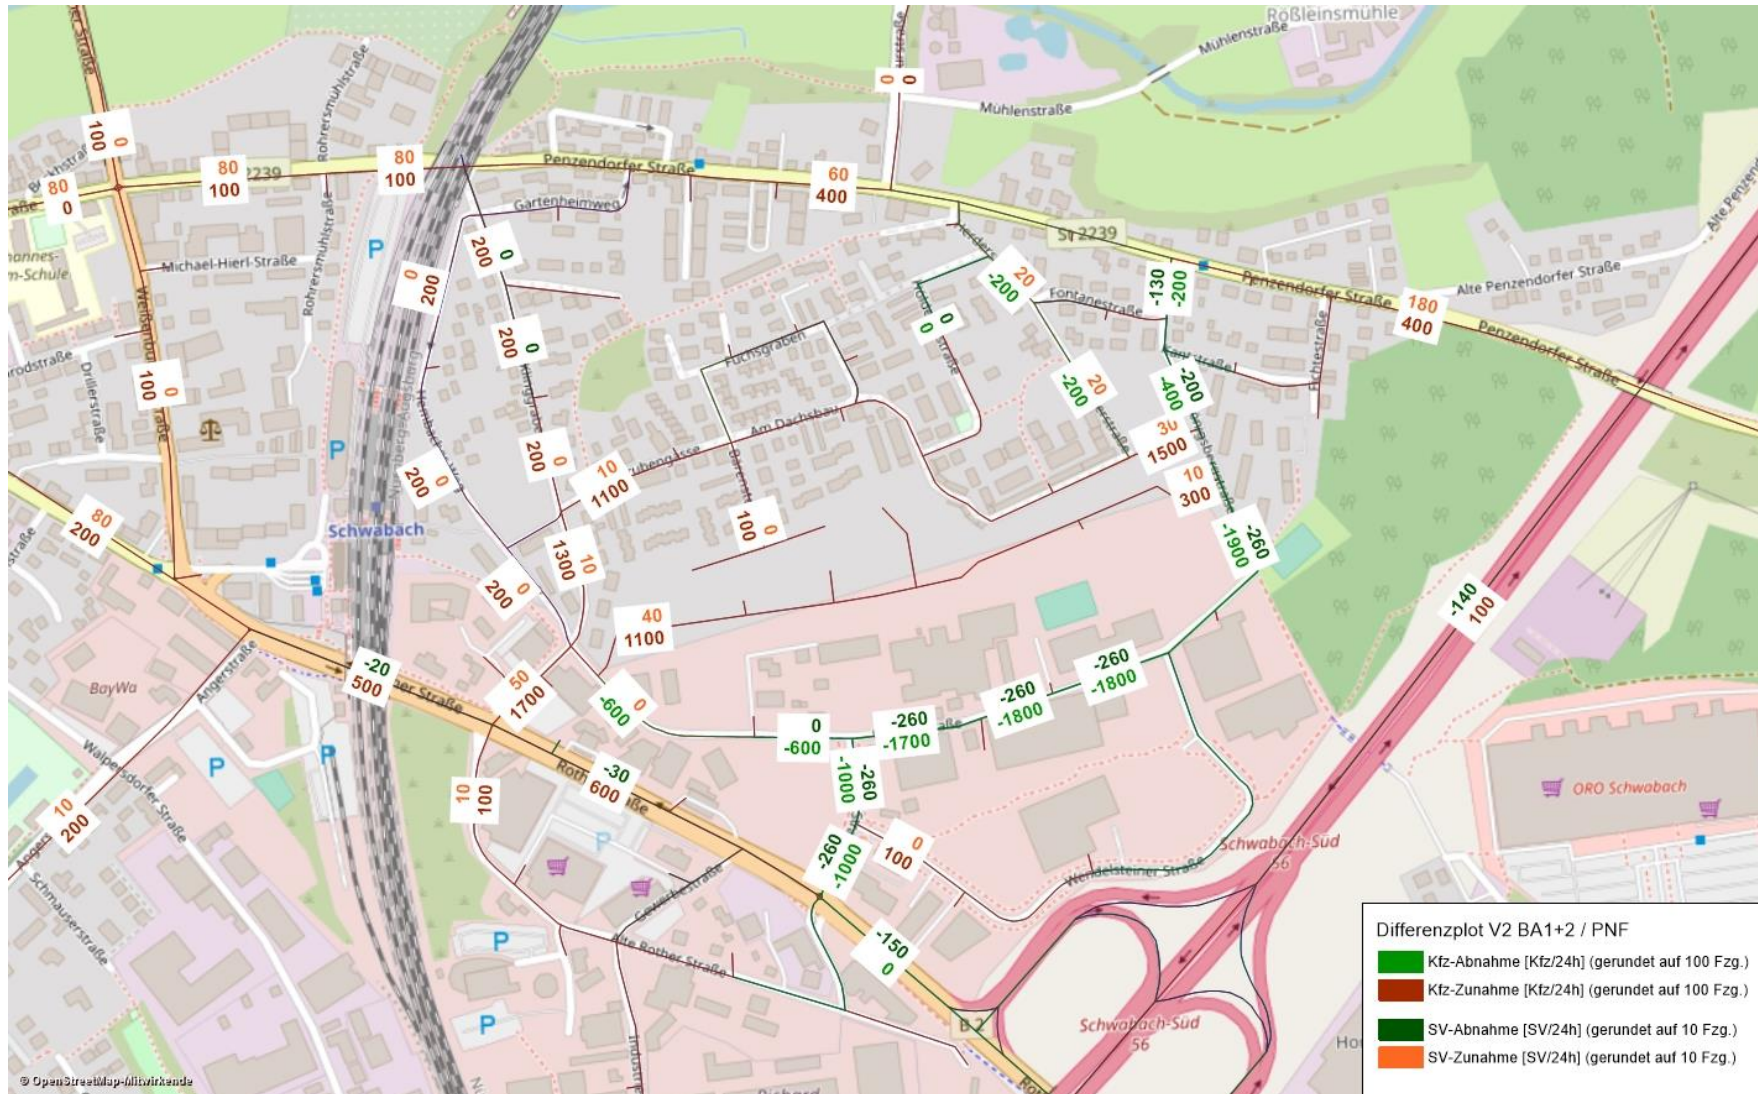 Rößleinsmühle
Mühlenstraße
Mühlenstraße
Rohrersmühlstraße
0
0
100
0
80
100
2239
80
100
Penzendorfer Straße
60
400
80
0
Gartenheimweg
St 2239
Alte Penzendorfer Straße
Michael-Hierl-Straße
Rohrersmühlstraße
P
200
0
0
200
20
-200
-130
-200
Fontanestraße
Penzendorfer Straße
180
400
Penzendorfer Straße
Fichtestraße
200
0
0
0
Fuchsgraben
Drillerstraße
100
0
20
-200
-200
-400
Am Dachsbau
P
200
0
200
0
10
1100
100
0
30
1500
10
300
-260
-1900
80
200
Schwabach
1300
10
200
0
40
1100
-140
100
BayWa
Angerstraße
-20
500
50
1700
-600
0
-260
-1800
-260
-1800
0
-600
-260
-1700
Walpersdorfer Straße
P
P
-30
600
10
100
-1000
-260
10
200
P
-260
-1000
0
100
ORO Schwabach
Schwabach-Süd
56
Wendelsteiner Straße
Schmauserstraße
Gewerbestraße
P
Alte Rother Straße
-150
0
P
B 2
Schwabach-Süd
56
Differenzplot V2 BA1+2 / PNF
Kfz-Abnahme [Kfz/24h] (gerundet auf 100 Fzg.)
Kfz-Zunahme [Kfz/24h] (gerundet auf 100 Fzg.)
SV-Abnahme [SV/24h] (gerundet auf 10 Fzg.)
SV-Zunahme [SV/24h] (gerundet auf 10 Fzg.)
© OpenStreetMap-Mitwirkende